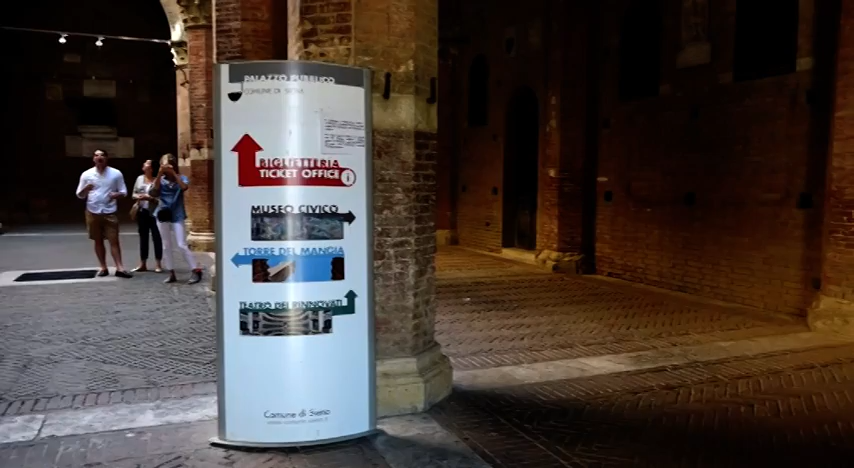 PALAZZO PUBBLICO
COMUNE DI SIENA
BIGLIETTERIA
TICKET OFFICE i
MUSEO CIVICO
TORRE DEL MANGIA
TEATRO DEI RINNOVATI
Comune di Siena